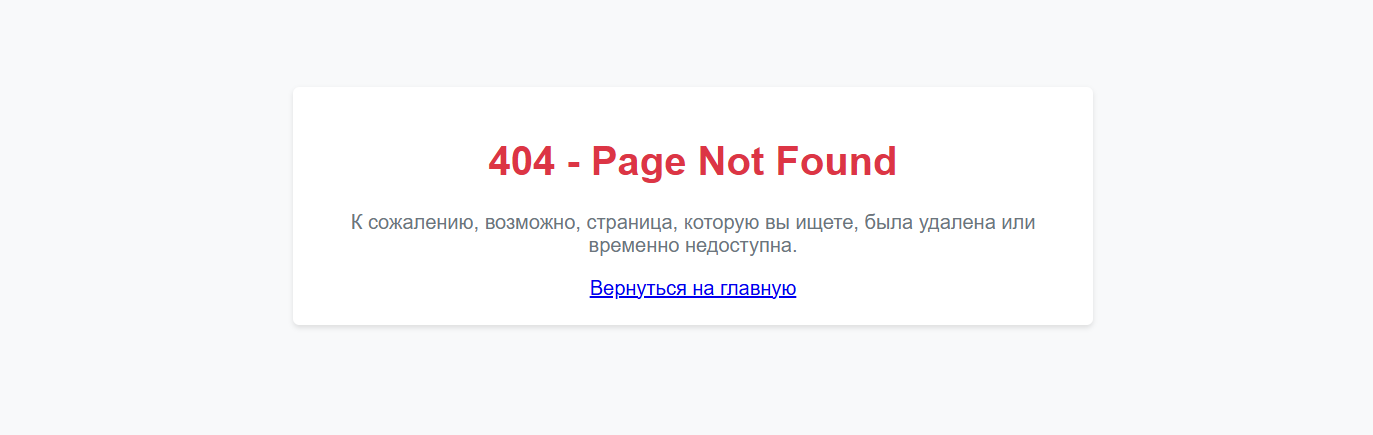 404 - Page Not Found
К сожалению, возможно, страница, которую вы ищете, была удалена или
временно недоступна.
Вернуться на главную